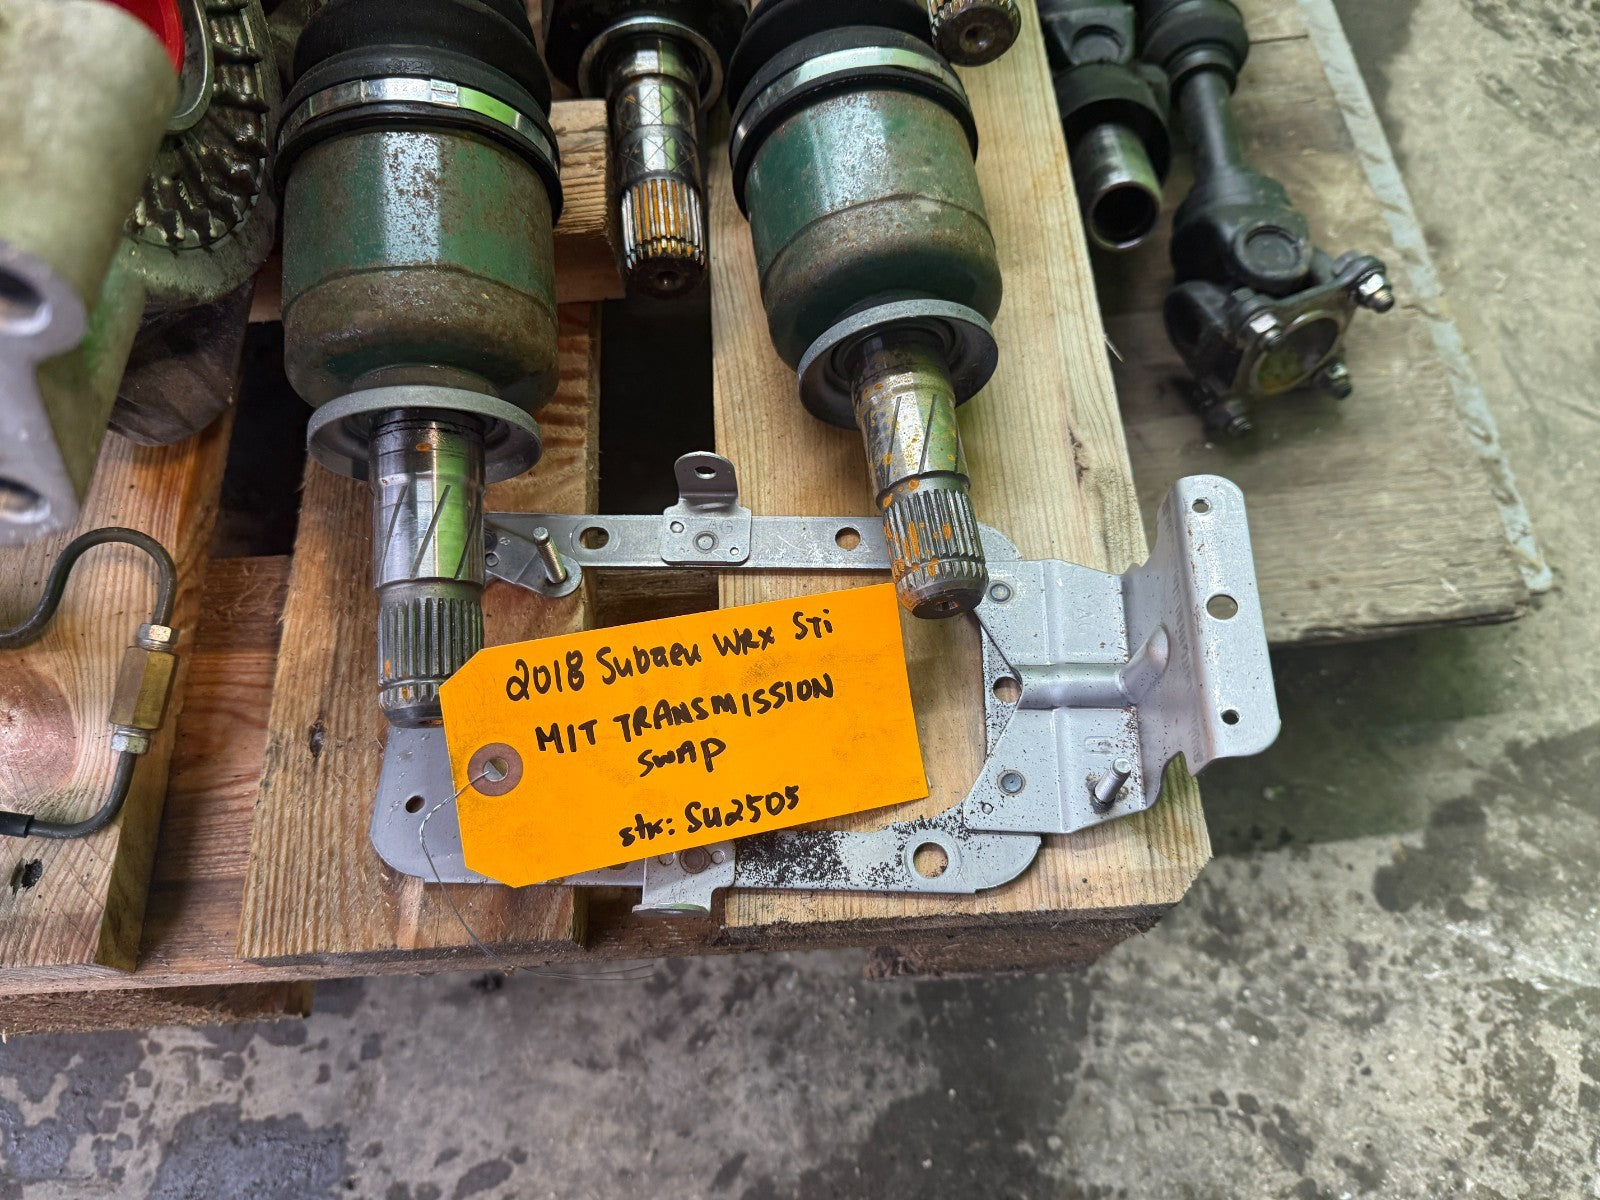 2018 Subaru WRX STi
M/T TRANSMISSION
SWAP
stk: SU2505